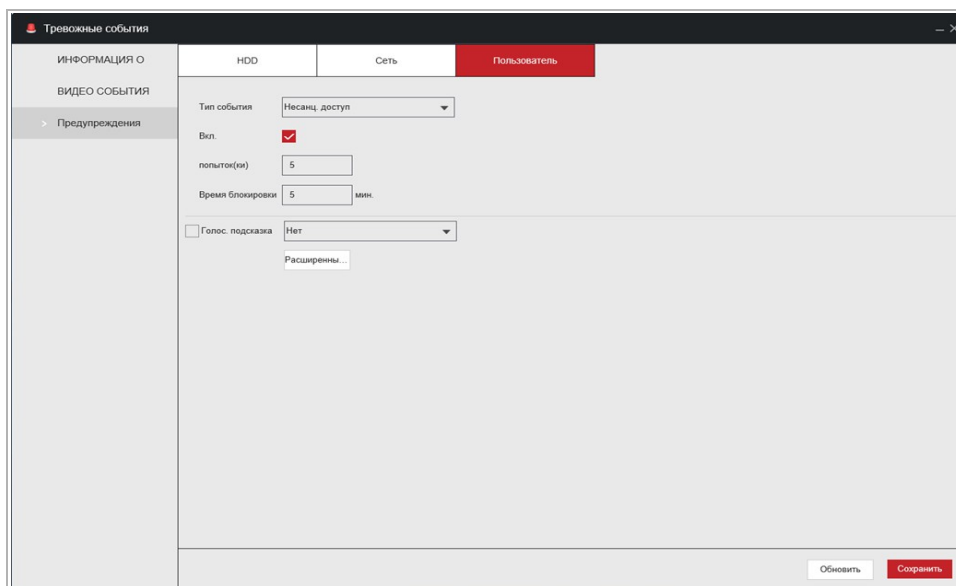 Тревожные события
ИНФОРМАЦИЯ О
ВИДЕО СОБЫТИЯ
> Предупреждения
HDD
Сеть
Пользователь
Тип события Несанц. доступ
Вкл.
попыток(ки) 5
Время блокировки 5 мин.
Голос. подсказка Нет
Расширенны...
Обновить
Сохранить